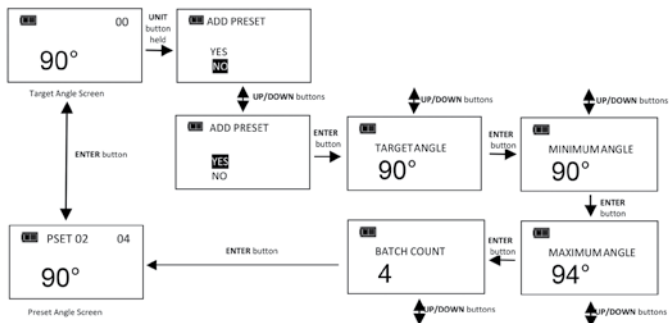 00
90°
Target Angle Screen
UNIT
button
held
ADD PRESET
YES
NO
UP/DOWN buttons
ADD PRESET
YES
NO
ENTER
button
UP/DOWN buttons
TARGET ANGLE
90°
ENTER
button
UP/DOWN buttons
MINIMUM ANGLE
90°
ENTER
button
MAXIMUM ANGLE
94°
UP/DOWN buttons
ENTER
button
BATCH COUNT
4
UP/DOWN buttons
ENTER button
PSET 02 04
90°
Preset Angle Screen
ENTER button